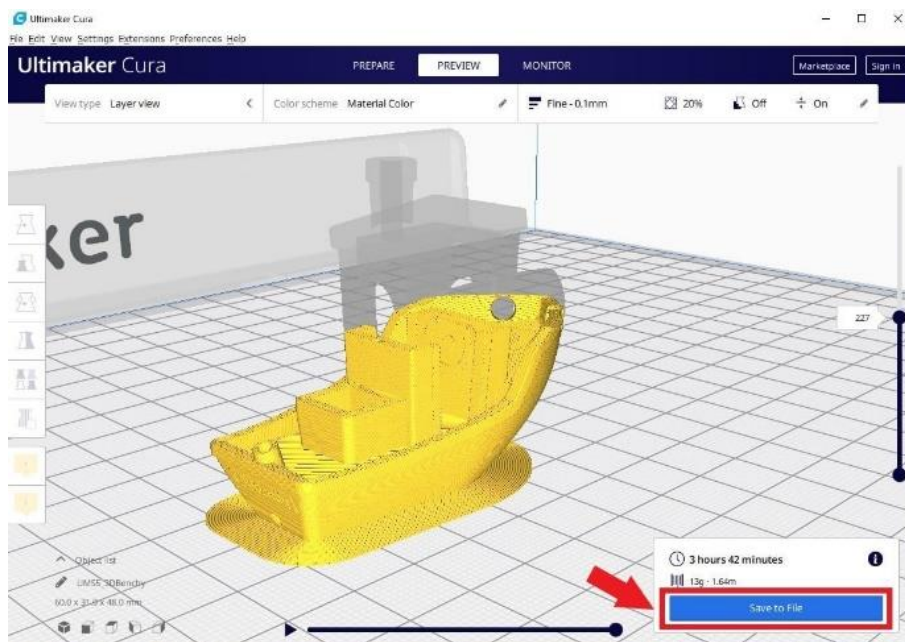 Ultimaker Cura
File Edit View Settings Extensions Preferences Help
Ultimaker Cura PREPARE PREVIEW MONITOR Marketplace Sign in
View type Layer view Color scheme Material Color Fine - 0.1mm 20% Off On
ker
227
Object list
UMS5_3DBenchy
60.0 x 31.0 x 48.0 mm
3 hours 42 minutes
13g · 1.64m
Save to File